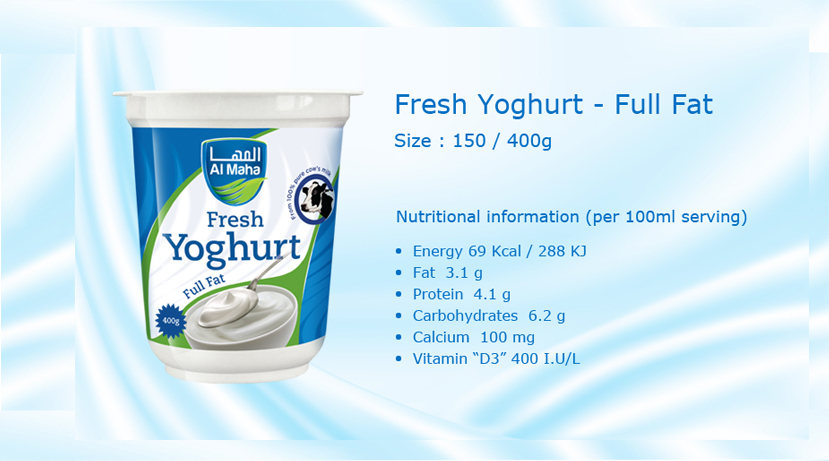 المها
Al Maha
From 100% pure cow's milk
Fresh
Yoghurt
Full Fat
400g
Fresh Yoghurt - Full Fat
Size : 150 / 400g
Nutritional information (per 100ml serving)
• Energy 69 Kcal / 288 KJ
• Fat 3.1 g
• Protein 4.1 g
• Carbohydrates 6.2 g
• Calcium 100 mg
• Vitamin “D3” 400 I.U/L